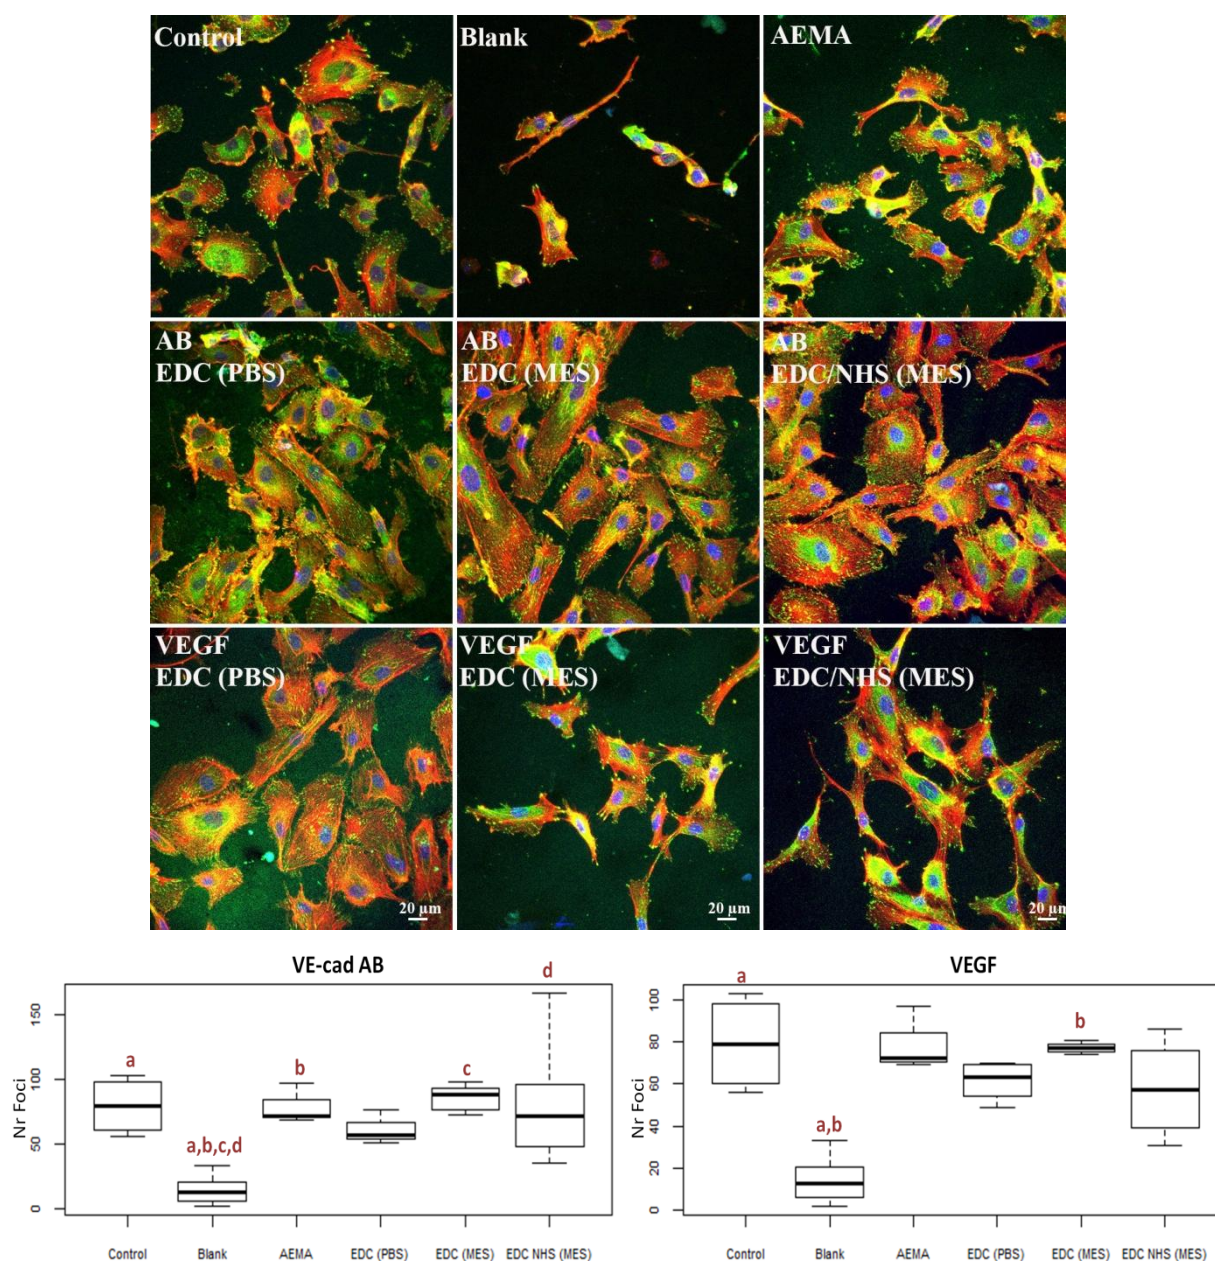 Control
Blank
AEMA
AB
EDC (PBS)
AB
EDC (MES)
AB
EDC/NHS (MES)
VEGF
EDC (PBS)
20 µm
VEGF
EDC (MES)
20 µm
VEGF
EDC/NHS (MES)
20 µm
VE-cad AB
Nr Foci
150
100
50
0
a
a,b,c,d
b
c
d
Control
Blank
AEMA
EDC (PBS)
EDC (MES)
EDC NHS (MES)
VEGF
Nr Foci
100
80
60
40
20
0
a
a,b
b
Control
Blank
AEMA
EDC (PBS)
EDC (MES)
EDC NHS (MES)